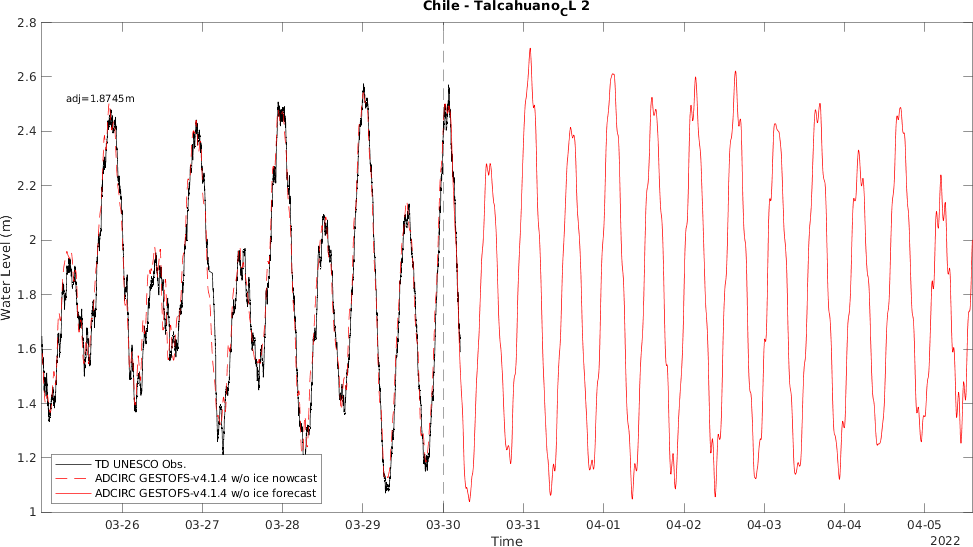 Chile - TalcahuanoCL 2
2.8
2.6
adj=1.8745m
2.4
2.2
2
1.8
1.6
1.4
1.2
1
Water Level (m)
TD UNESCO Obs.
ADCIRC GESTOFS-v4.1.4 w/o ice nowcast
ADCIRC GESTOFS-v4.1.4 w/o ice forecast
03-26 03-27 03-28 03-29 03-30 03-31 04-01 04-02 04-03 04-04 04-05
Time
2022